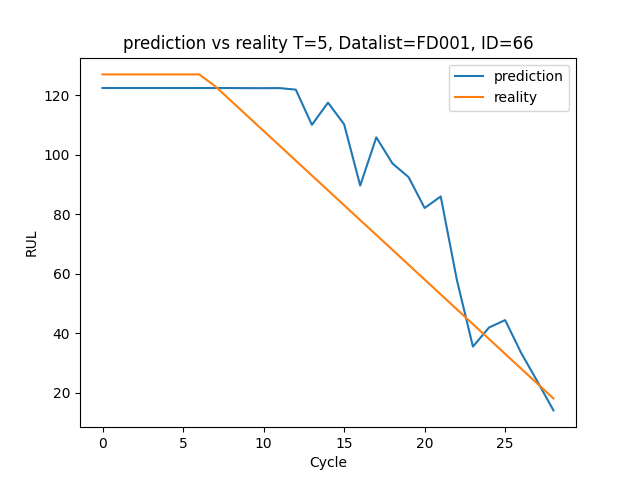 prediction vs reality T=5, Datalist=FD001, ID=66
prediction
reality
120
100
80
60
40
20
RUL
0 5 10 15 20 25
Cycle